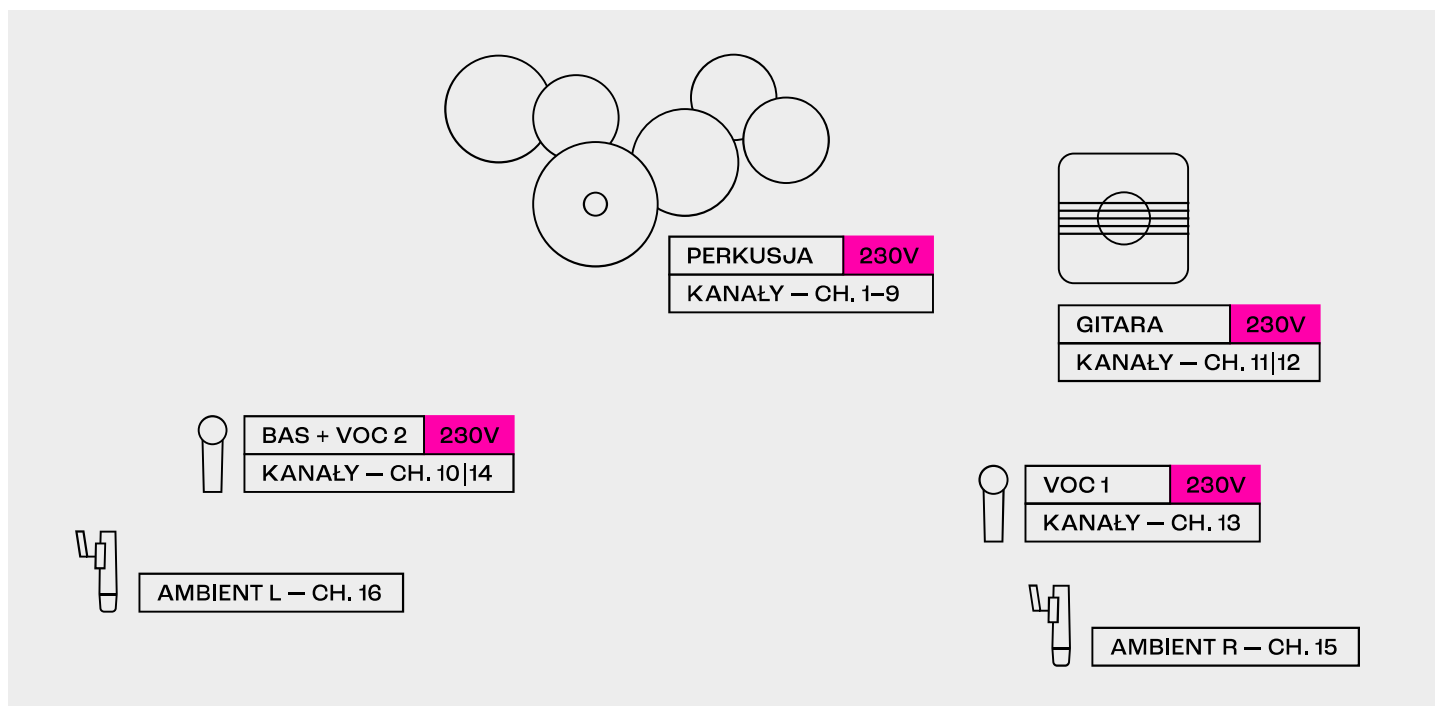 PERKUSJA 230V
KANAŁY — CH. 1–9
GITARA 230V
KANAŁY — CH. 11|12
BAS + VOC 2 230V
KANAŁY — CH. 10|14
VOC 1 230V
KANAŁY — CH. 13
AMBIENT L — CH. 16
AMBIENT R — CH. 15